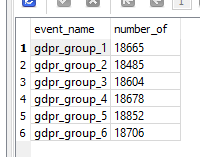 event_name number_of
1 gdpr_group_1 18665
2 gdpr_group_2 18485
3 gdpr_group_3 18604
4 gdpr_group_4 18678
5 gdpr_group_5 18852
6 gdpr_group_6 18706